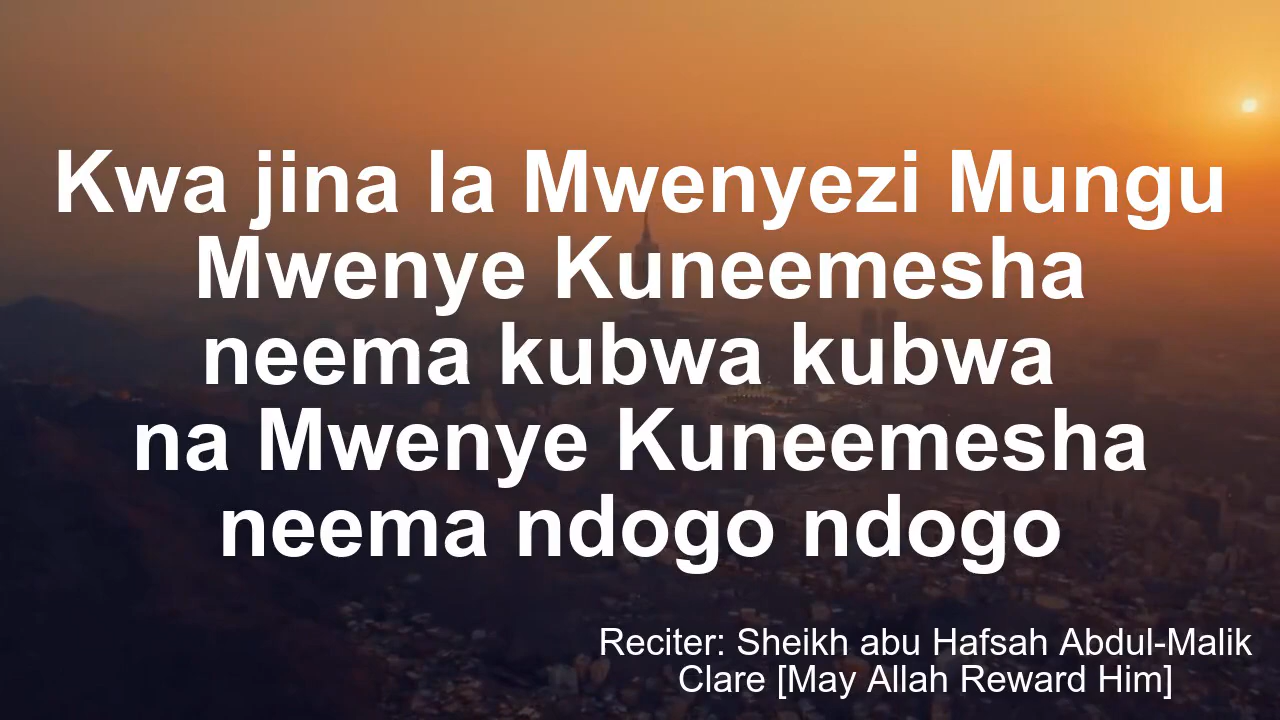 Kwa jina la Mwenyezi Mungu
Mwenye Kuneemesha
neema kubwa kubwa
na Mwenye Kuneemesha
neema ndogo ndogo
Reciter: Sheikh abu Hafsah Abdul-Malik
Clare [May Allah Reward Him]